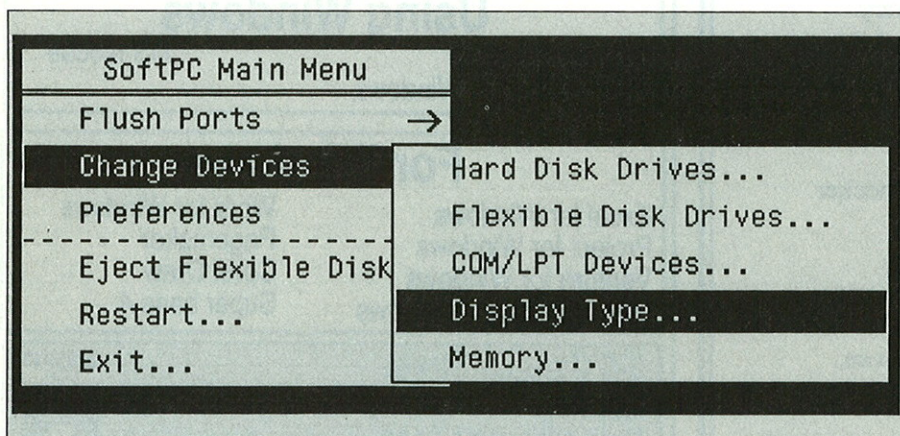 SoftPC Main Menu
Flush Ports →
Change Devices
Preferences
Eject Flexible Disk
Restart...
Exit...
Hard Disk Drives...
Flexible Disk Drives...
COM/LPT Devices...
Display Type...
Memory...